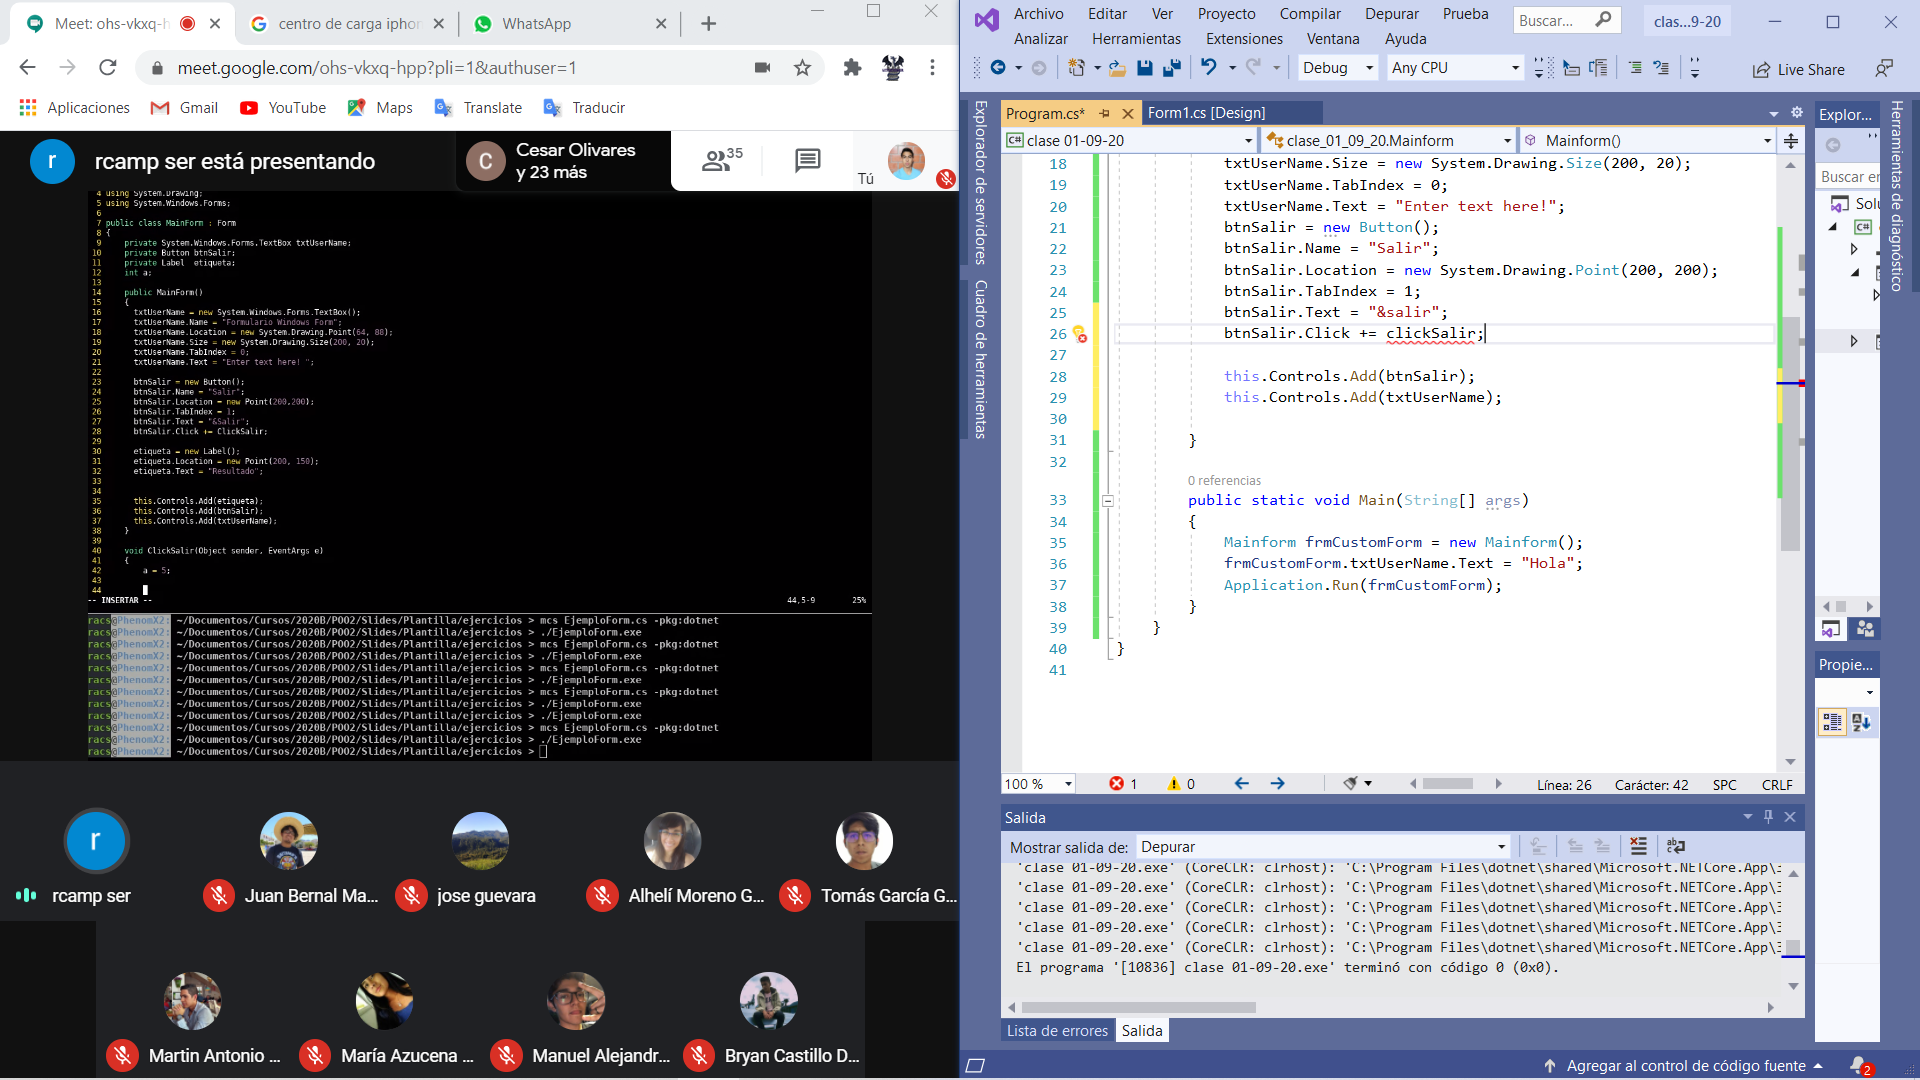 Meet: ohs-vkxq-h
centro de carga iphor
WhatsApp
meet.google.com/ohs-vkxq-hpp?pli=1&authuser=1
Aplicaciones
Gmail
YouTube
Maps
Translate
Traducir
r
rcamp ser está presentando
C
Cesar Olivares
y 23 más
35
Tú
4 using System.Drawing;
5 using System.Windows.Forms;
6
7 public class MainForm : Form
8 {
9 private System.Windows.Forms.TextBox txtUserName;
10 private Button btnSalir;
11 private Label etiqueta;
12 int a;
13
14 public MainForm()
15 {
16 txtUserName = new System.Windows.Forms.TextBox();
17 txtUserName.Name = "Formulario Windows Form";
18 txtUserName.Location = new System.Drawing.Point(64, 88);
19 txtUserName.Size = new System.Drawing.Size(200, 20);
20 txtUserName.TabIndex = 0;
21 txtUserName.Text = "Enter text here! ";
22
23 btnSalir = new Button();
24 btnSalir.Name = "Salir";
25 btnSalir.Location = new Point(200,200);
26 btnSalir.TabIndex = 1;
27 btnSalir.Text = "&Salir";
28 btnSalir.Click += ClickSalir;
29
30 etiqueta = new Label();
31 etiqueta.Location = new Point(200, 150);
32 etiqueta.Text = "Resultado";
33
34
35 this.Controls.Add(etiqueta);
36 this.Controls.Add(btnSalir);
37 this.Controls.Add(txtUserName);
38 }
39
40 void ClickSalir(Object sender, EventArgs e)
41 {
42 a = 5;
43
44
-- INSERTAR -- 44,5-9 25%
racs@PhenomX2: ~/Documentos/Cursos/2020B/POO2/Slides/Plantilla/ejercicios > mcs EjemploForm.cs -pkg:dotnet
racs@PhenomX2: ~/Documentos/Cursos/2020B/POO2/Slides/Plantilla/ejercicios > ./EjemploForm.exe
racs@PhenomX2: ~/Documentos/Cursos/2020B/POO2/Slides/Plantilla/ejercicios > mcs EjemploForm.cs -pkg:dotnet
racs@PhenomX2: ~/Documentos/Cursos/2020B/POO2/Slides/Plantilla/ejercicios > ./EjemploForm.exe
racs@PhenomX2: ~/Documentos/Cursos/2020B/POO2/Slides/Plantilla/ejercicios > mcs EjemploForm.cs -pkg:dotnet
racs@PhenomX2: ~/Documentos/Cursos/2020B/POO2/Slides/Plantilla/ejercicios > ./EjemploForm.exe
racs@PhenomX2: ~/Documentos/Cursos/2020B/POO2/Slides/Plantilla/ejercicios > mcs EjemploForm.cs -pkg:dotnet
racs@PhenomX2: ~/Documentos/Cursos/2020B/POO2/Slides/Plantilla/ejercicios > ./EjemploForm.exe
racs@PhenomX2: ~/Documentos/Cursos/2020B/POO2/Slides/Plantilla/ejercicios > ./EjemploForm.exe
racs@PhenomX2: ~/Documentos/Cursos/2020B/POO2/Slides/Plantilla/ejercicios > mcs EjemploForm.cs -pkg:dotnet
racs@PhenomX2: ~/Documentos/Cursos/2020B/POO2/Slides/Plantilla/ejercicios > ./EjemploForm.exe
racs@PhenomX2: ~/Documentos/Cursos/2020B/POO2/Slides/Plantilla/ejercicios >
r
rcamp ser
Juan Bernal Ma...
jose guevara
Alhelí Moreno G...
Tomás García G...
Martin Antonio ...
María Azucena ...
Manuel Alejandr...
Bryan Castillo D...
Archivo Editar Ver Proyecto Compilar Depurar Prueba
Analizar Herramientas Extensiones Ventana Ayuda
Buscar...
clas...9-20
Debug
Any CPU
Live Share
Explorador de servidores
Cuadro de herramientas
Program.cs*
Form1.cs [Design]
C# clase 01-09-20
clase_01_09_20.Mainform
Mainform()
18 txtUserName.Size = new System.Drawing.Size(200, 20);
19 txtUserName.TabIndex = 0;
20 txtUserName.Text = "Enter text here!";
21 btnSalir = new Button();
22 btnSalir.Name = "Salir";
23 btnSalir.Location = new System.Drawing.Point(200, 200);
24 btnSalir.TabIndex = 1;
25 btnSalir.Text = "&salir";
26 btnSalir.Click += clickSalir;
27
28 this.Controls.Add(btnSalir);
29 this.Controls.Add(txtUserName);
30
31 }
32
0 referencias
33 public static void Main(String[] args)
34 {
35 Mainform frmCustomForm = new Mainform();
36 frmCustomForm.txtUserName.Text = "Hola";
37 Application.Run(frmCustomForm);
38 }
39 }
40 }
41
100 %
1
0
Línea: 26
Carácter: 42
SPC
CRLF
Salida
Mostrar salida de: Depurar
'clase 01-09-20.exe' (CoreCLR: clrhost): 'C:\Program Files\dotnet\shared\Microsoft.NETCore.App\3
'clase 01-09-20.exe' (CoreCLR: clrhost): 'C:\Program Files\dotnet\shared\Microsoft.NETCore.App\3
'clase 01-09-20.exe' (CoreCLR: clrhost): 'C:\Program Files\dotnet\shared\Microsoft.NETCore.App\3
'clase 01-09-20.exe' (CoreCLR: clrhost): 'C:\Program Files\dotnet\shared\Microsoft.NETCore.App\3
'clase 01-09-20.exe' (CoreCLR: clrhost): 'C:\Program Files\dotnet\shared\Microsoft.NETCore.App\3
El programa '[10836] clase 01-09-20.exe' terminó con código 0 (0x0).
Lista de errores
Salida
Explor...
Buscar en
Solu
C#
Propie...
Herramientas de diagnóstico
Agregar al control de código fuente
2